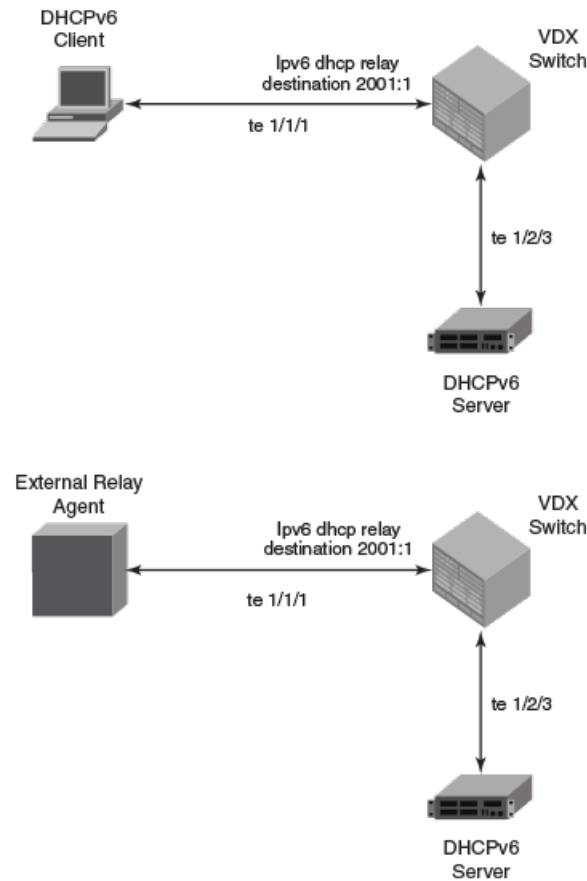 DHCPv6
Client
VDX
Switch
Ipv6 dhcp relay
destination 2001:1
te 1/1/1
te 1/2/3
DHCPv6
Server
External Relay
Agent
VDX
Switch
Ipv6 dhcp relay
destination 2001:1
te 1/1/1
te 1/2/3
DHCPv6
Server